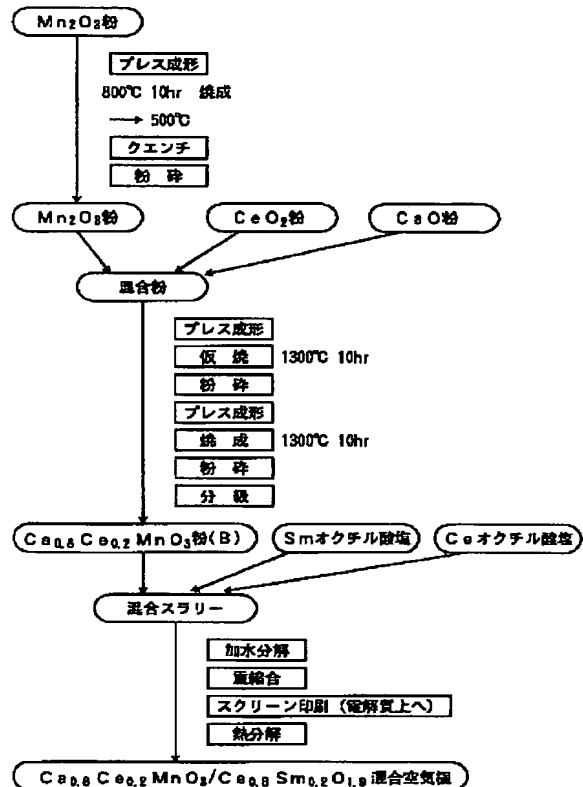 Mn₂O₃粉
プレス成形
800℃ 10hr 焼成
→ 500℃
クエンチ
粉 砕
Mn₂O₃粉 CeO₂粉 CaO粉
混合粉
プレス成形
仮 焼 1300℃ 10hr
粉 砕
プレス成形
焼 成 1300℃ 10hr
粉 砕
分 級
Ca₀.₈Ce₀.₂MnO₃粉(B) Smオクチル酸塩 Ceオクチル酸塩
混合スラリー
加水分解
重縮合
スクリーン印刷 (電解質上へ)
熱分解
Ca₀.₈Ce₀.₂MnO₃/Ce₀.₈Sm₀.₂O₁.₉混合空気極